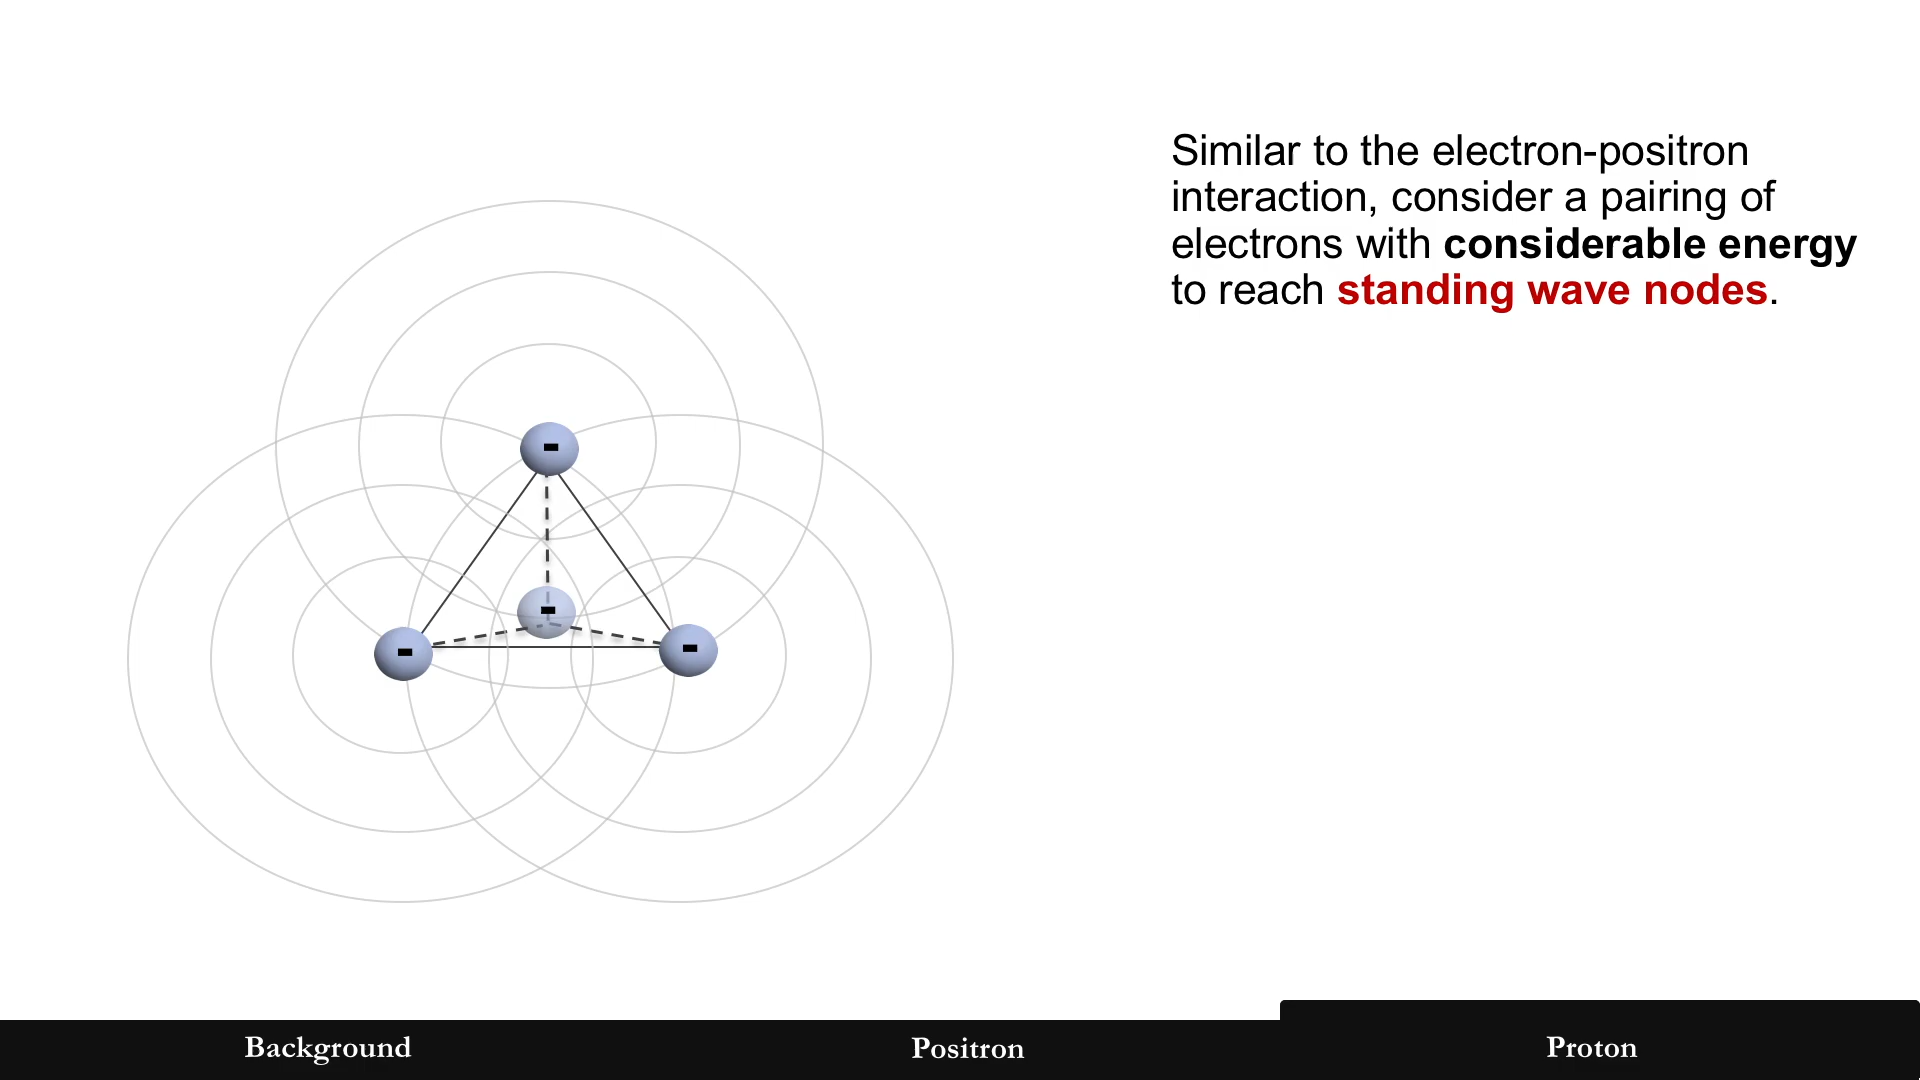 Similar to the electron-positron
interaction, consider a pairing of
electrons with considerable energy
to reach standing wave nodes.
-
-
-
-
Background
Positron
Proton